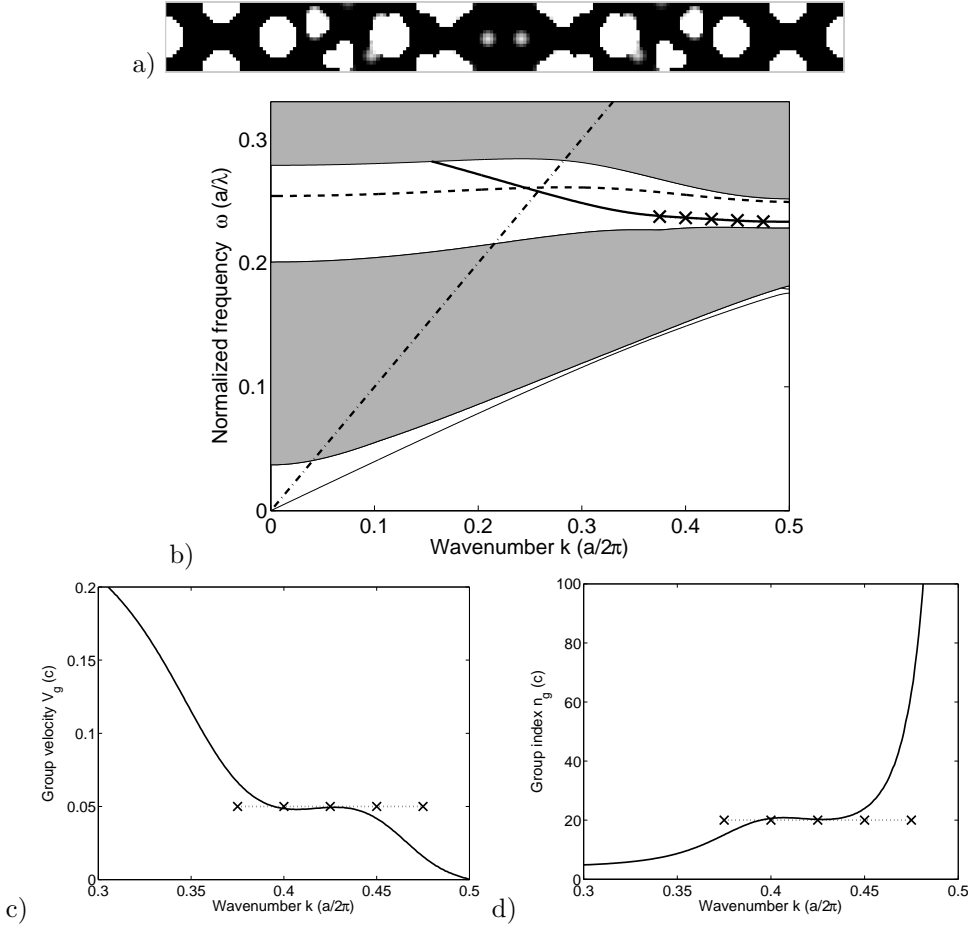 a)
Normalized frequency ω (a/λ)
0.3
0.2
0.1
0
0 0.1 0.2 0.3 0.4 0.5
Wavenumber k (a/2π)
b)
Group velocity Vg (c)
0.2
0.15
0.1
0.05
0
0.3 0.35 0.4 0.45 0.5
Wavenumber k (a/2π)
c)
Group index ng (c)
100
80
60
40
20
0
0.3 0.35 0.4 0.45 0.5
Wavenumber k (a/2π)
d)